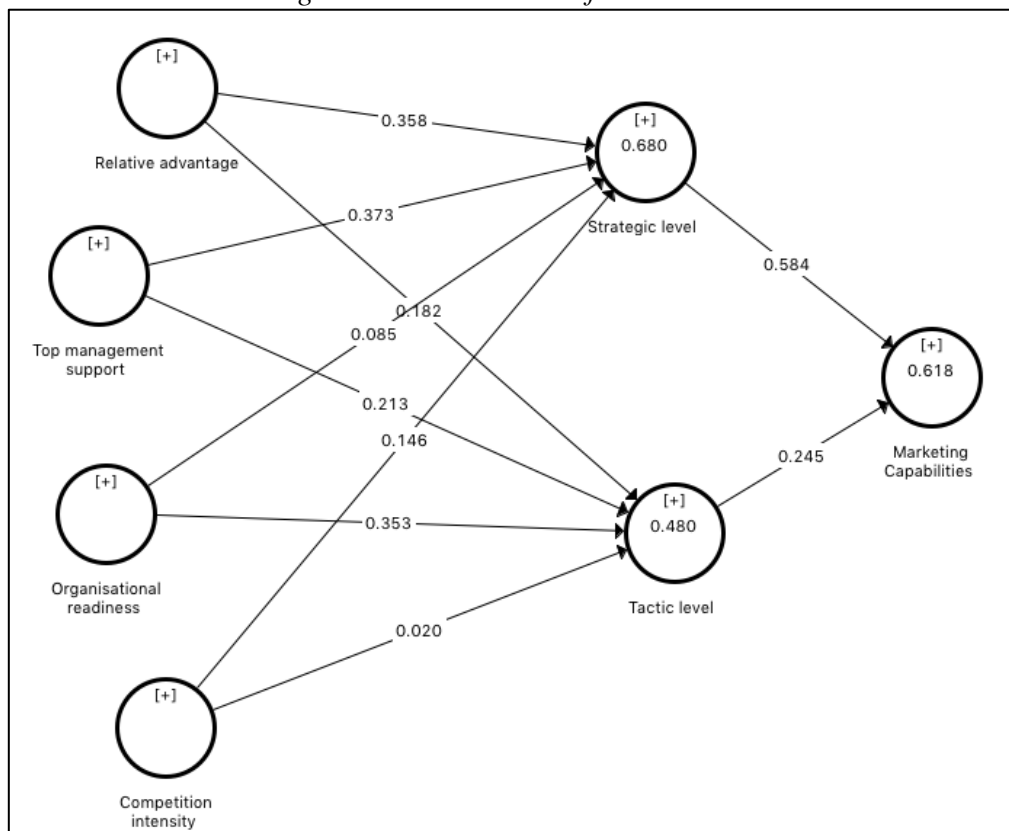 [+]
Relative advantage
[+]
Top management
support
[+]
Organisational
readiness
[+]
Competition
intensity
0.358
0.373
0.182
0.085
0.213
0.146
0.353
0.020
[+]
0.680
Strategic level
[+]
0.480
Tactic level
0.584
0.245
[+]
0.618
Marketing
Capabilities